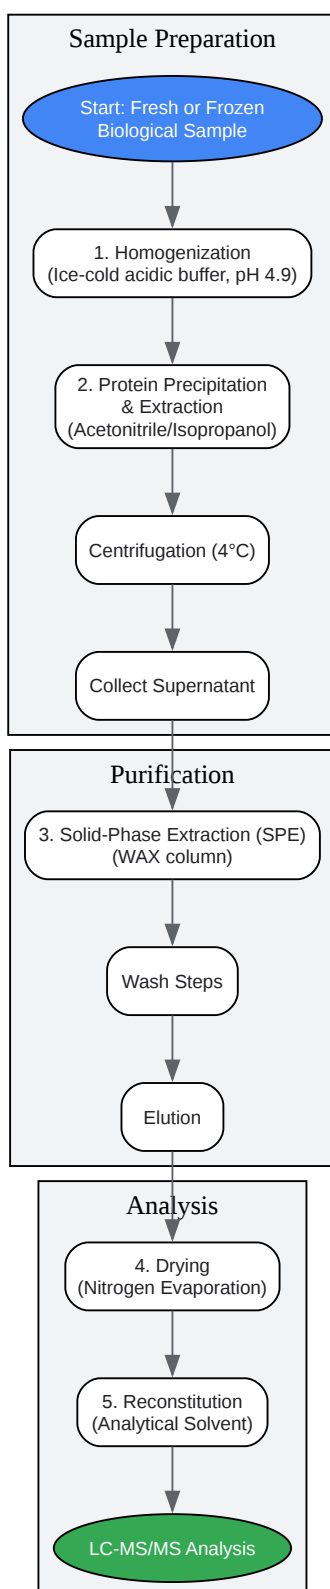 Sample Preparation
Start: Fresh or Frozen
Biological Sample
1. Homogenization
(Ice-cold acidic buffer, pH 4.9)
2. Protein Precipitation
& Extraction
(Acetonitrile/Isopropanol)
Centrifugation (4°C)
Collect Supernatant
Purification
3. Solid-Phase Extraction (SPE)
(WAX column)
Wash Steps
Elution
Analysis
4. Drying
(Nitrogen Evaporation)
5. Reconstitution
(Analytical Solvent)
LC-MS/MS Analysis